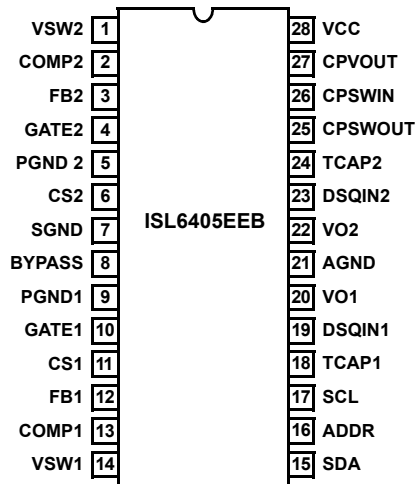 VSW2 1 28 VCC
COMP2 2 27 CPVOUT
FB2 3 26 CPSWIN
GATE2 4 25 CPSWOUT
PGND 2 5 24 TCAP2
CS2 6 23 DSQIN2
SGND 7 ISL6405EEB 22 VO2
BYPASS 8 21 AGND
PGND1 9 20 VO1
GATE1 10 19 DSQIN1
CS1 11 18 TCAP1
FB1 12 17 SCL
COMP1 13 16 ADDR
VSW1 14 15 SDA